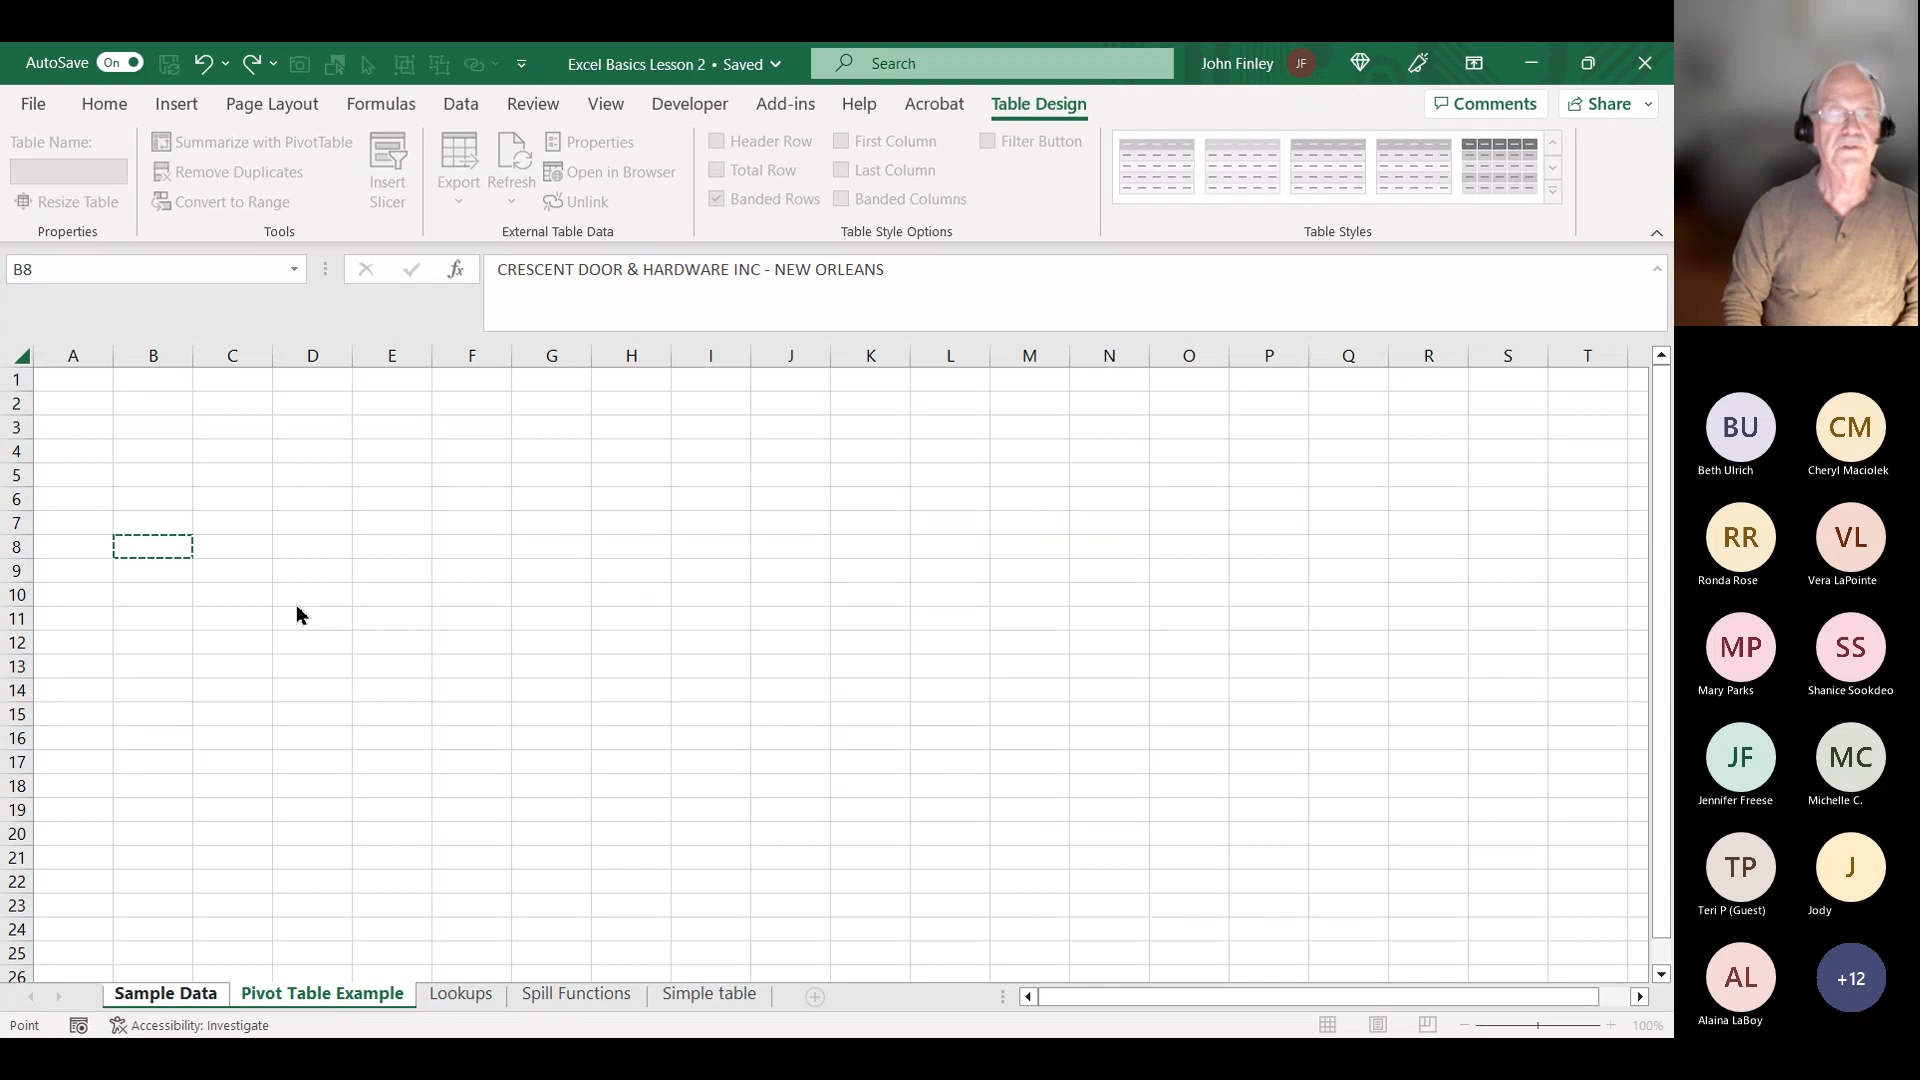 AutoSave On Excel Basics Lesson 2 • Saved Search John Finley JF
File Home Insert Page Layout Formulas Data Review View Developer Add-ins Help Acrobat Table Design Comments Share
Table Name: Summarize with PivotTable Properties Header Row First Column Filter Button
Remove Duplicates Open in Browser Total Row Last Column
Resize Table Convert to Range Insert Slicer Export Refresh Unlink Banded Rows Banded Columns
Properties Tools External Table Data Table Style Options Table Styles
B8 fx CRESCENT DOOR & HARDWARE INC - NEW ORLEANS
A B C D E F G H I J K L M N O P Q R S T
1
2
3
4
5
6
7
8
9
10
11
12
13
14
15
16
17
18
19
20
21
22
23
24
25
26
Sample Data Pivot Table Example Lookups Spill Functions Simple table
Point Accessibility: Investigate 100%
BU CM
Beth Ulrich Cheryl Maciolek
RR VL
Ronda Rose Vera LaPointe
MP SS
Mary Parks Shanice Sookdeo
JF MC
Jennifer Freese Michelle C.
TP J
Teri P (Guest) Jody
AL +12
Alaina LaBoy